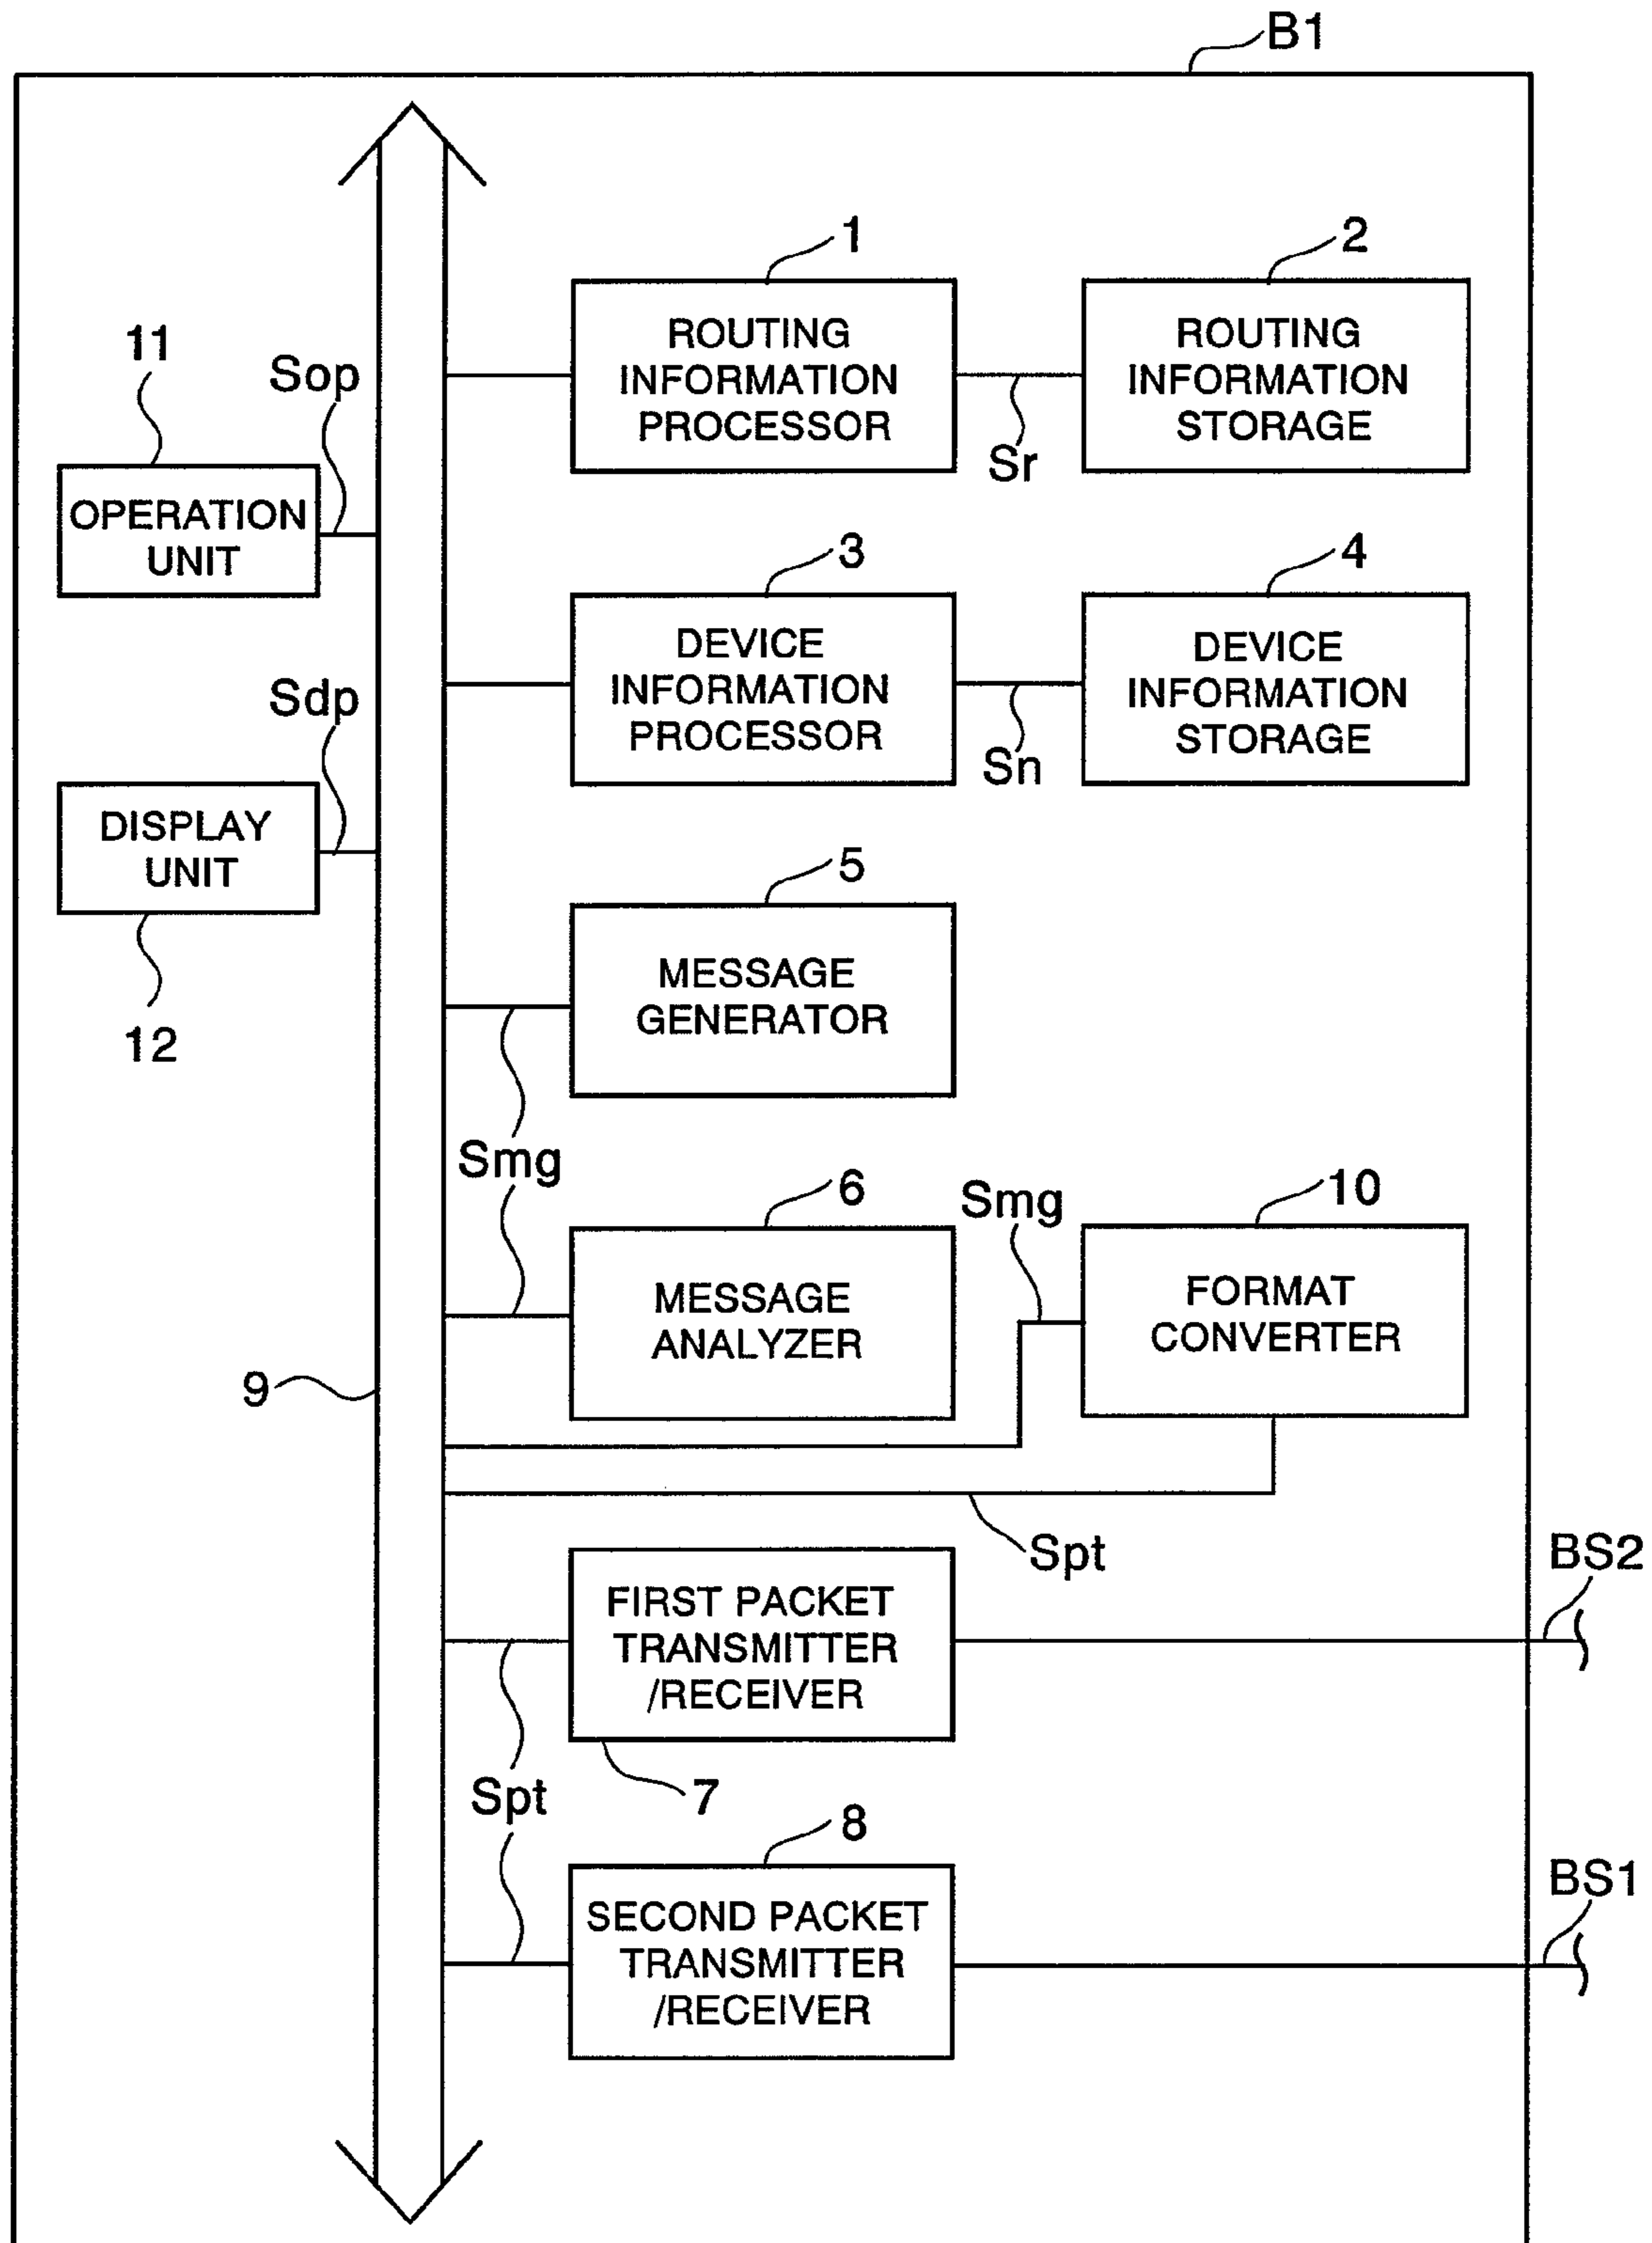 B1
1
2
ROUTING
INFORMATION
PROCESSOR
ROUTING
INFORMATION
STORAGE
Sr
11
Sop
OPERATION
UNIT
3
4
DEVICE
INFORMATION
PROCESSOR
DEVICE
INFORMATION
STORAGE
Sn
Sdp
DISPLAY
UNIT
12
5
MESSAGE
GENERATOR
Smg
6
MESSAGE
ANALYZER
Smg
10
FORMAT
CONVERTER
9
Spt
BS2
FIRST PACKET
TRANSMITTER
/RECEIVER
7
Spt
8
BS1
SECOND PACKET
TRANSMITTER
/RECEIVER